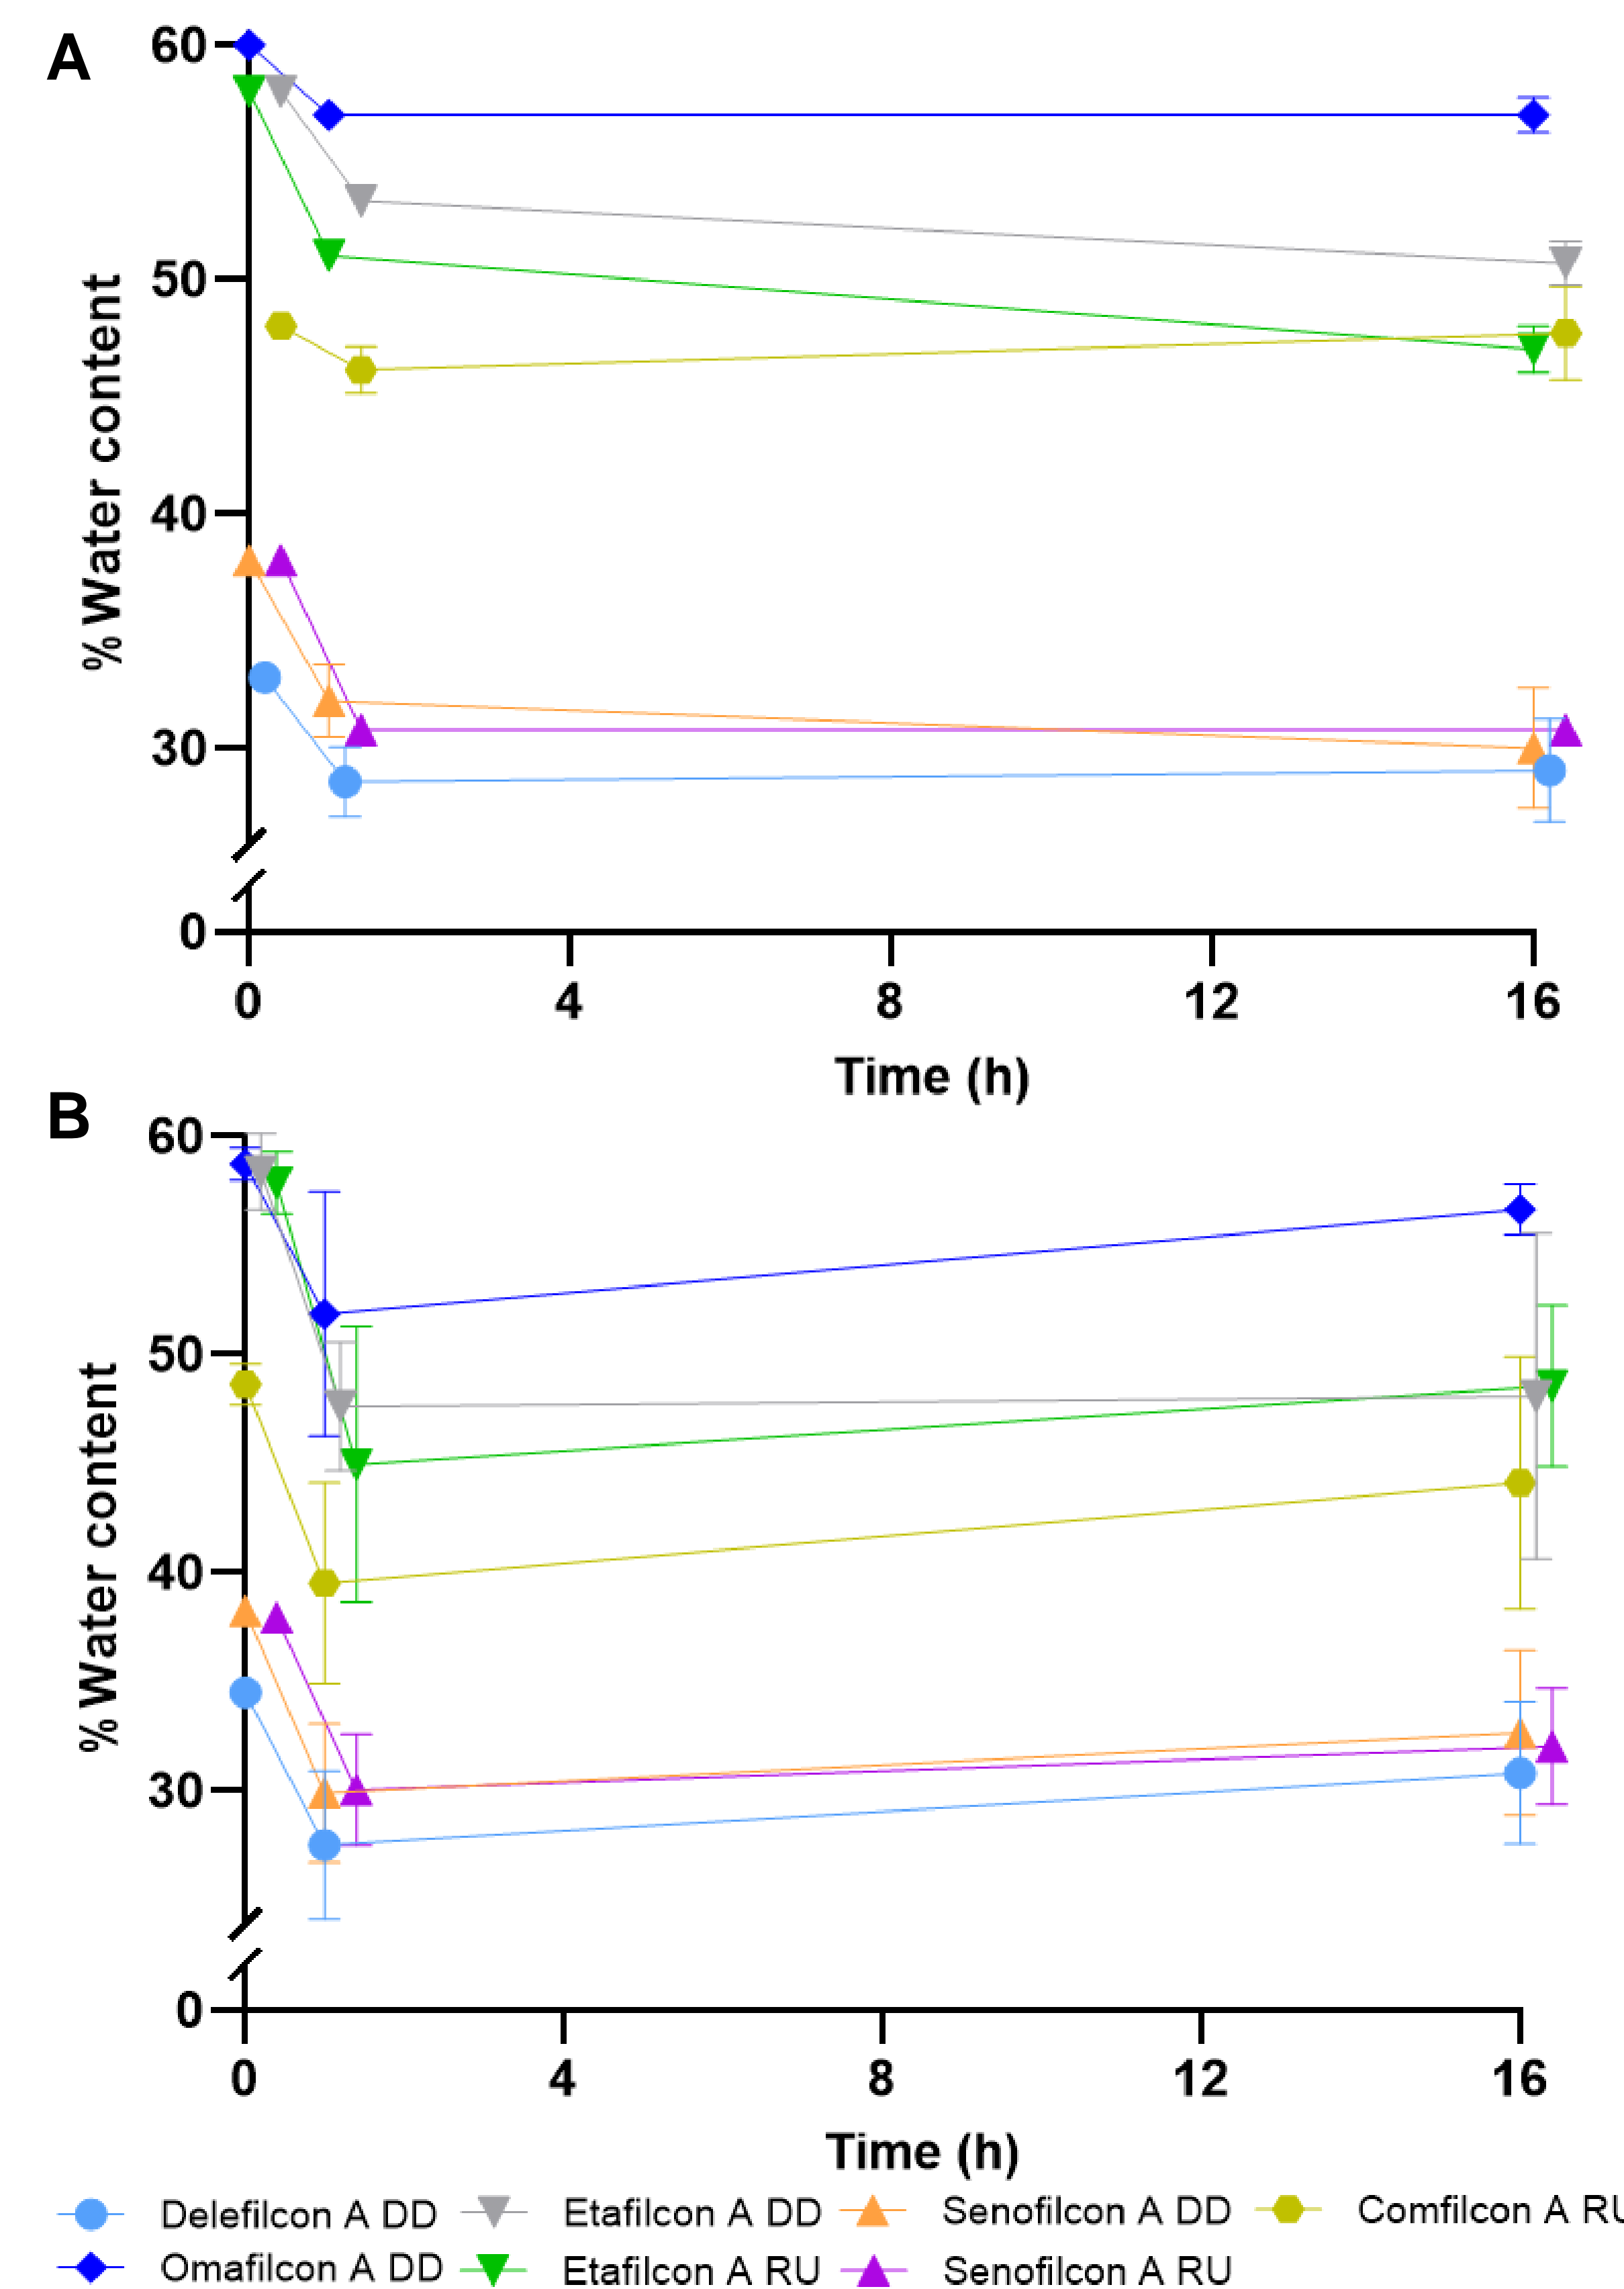 A
60
50
40
30
0
% Water content
0 4 8 12 16
Time (h)
B
60
50
40
30
0
% Water content
0 4 8 12 16
Time (h)
Delefilcon A DD Etafilcon A DD Senofilcon A DD Comfilcon A RU
Omafilcon A DD Etafilcon A RU Senofilcon A RU